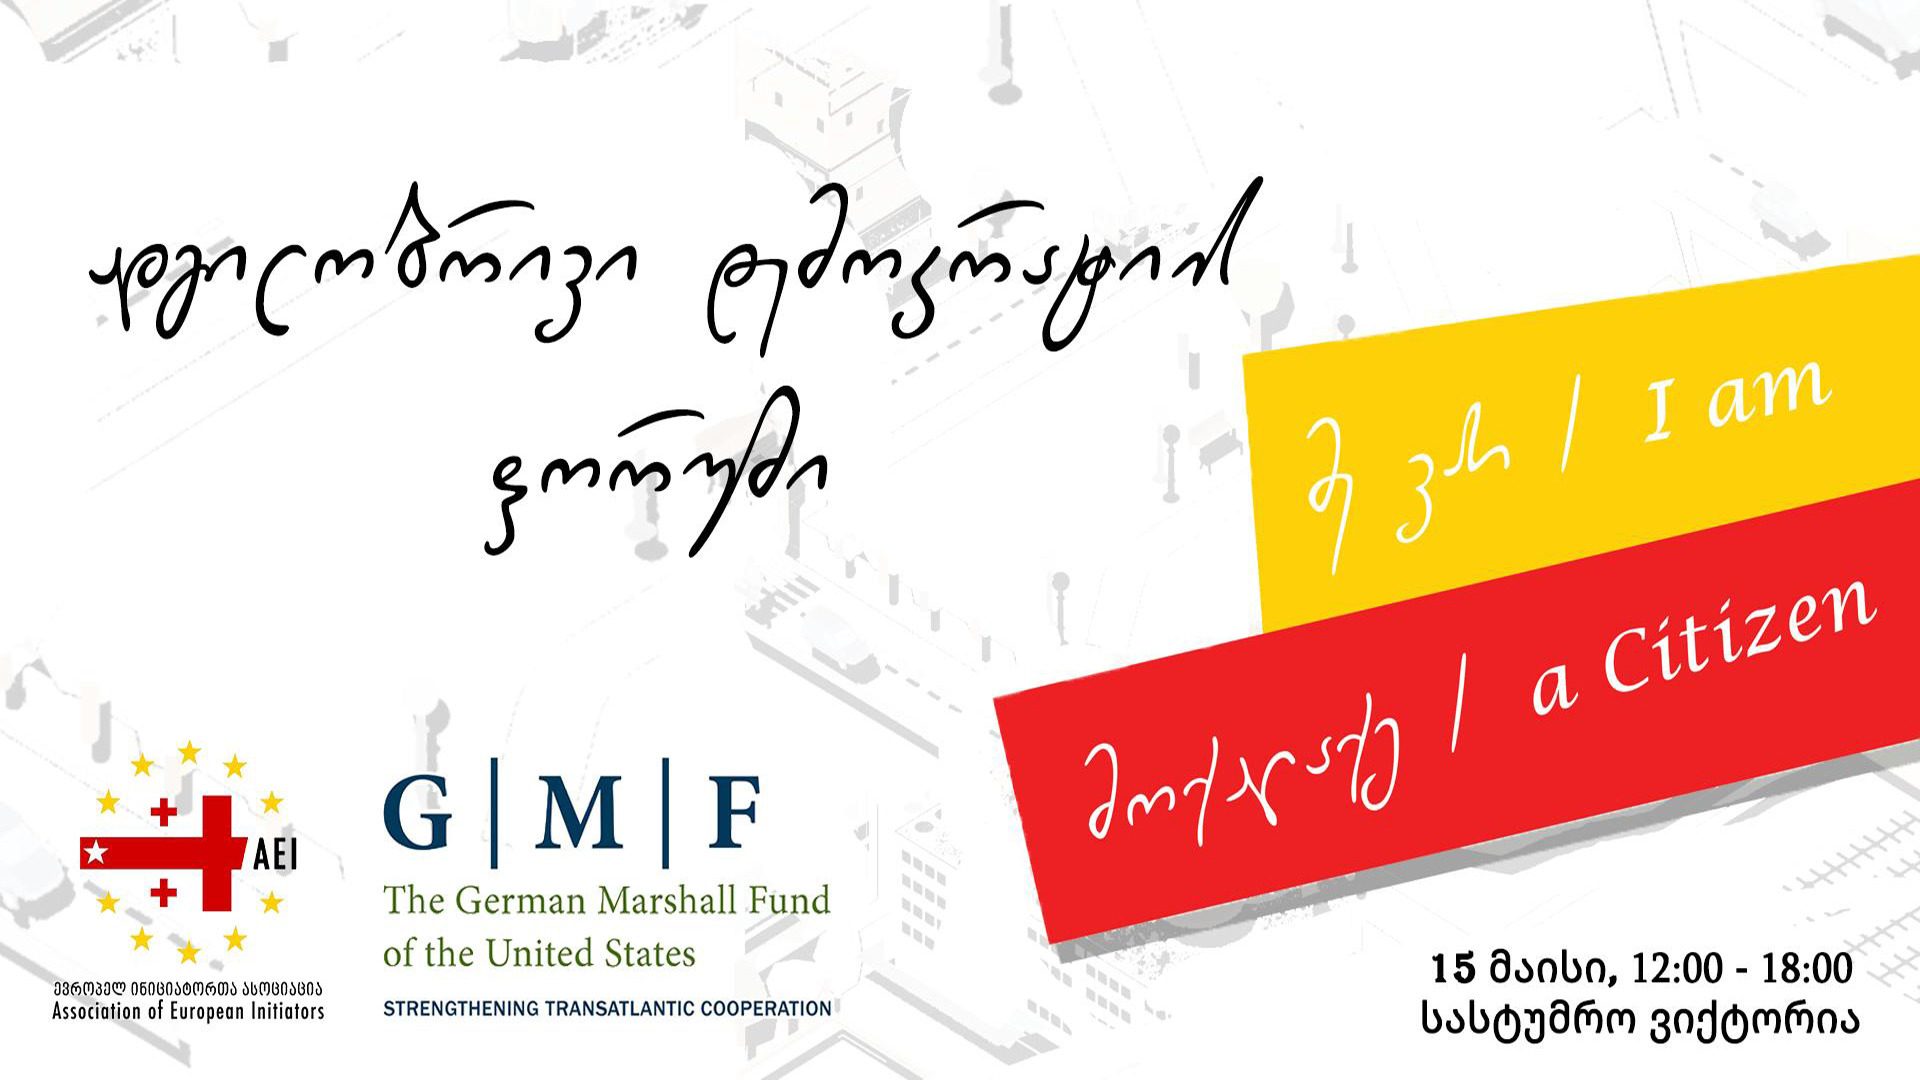 ადგილობრივი დემოკრატიის
ფორუმი
მე ვარ / I am
მოქალაქე / a Citizen
AEI
ევროპელ ინიციატორთა ასოციაცია
Association of European Initiators
G|M|F
The German Marshall Fund
of the United States
STRENGTHENING TRANSATLANTIC COOPERATION
15 მაისი, 12:00 - 18:00
სასტუმრო ვიქტორია